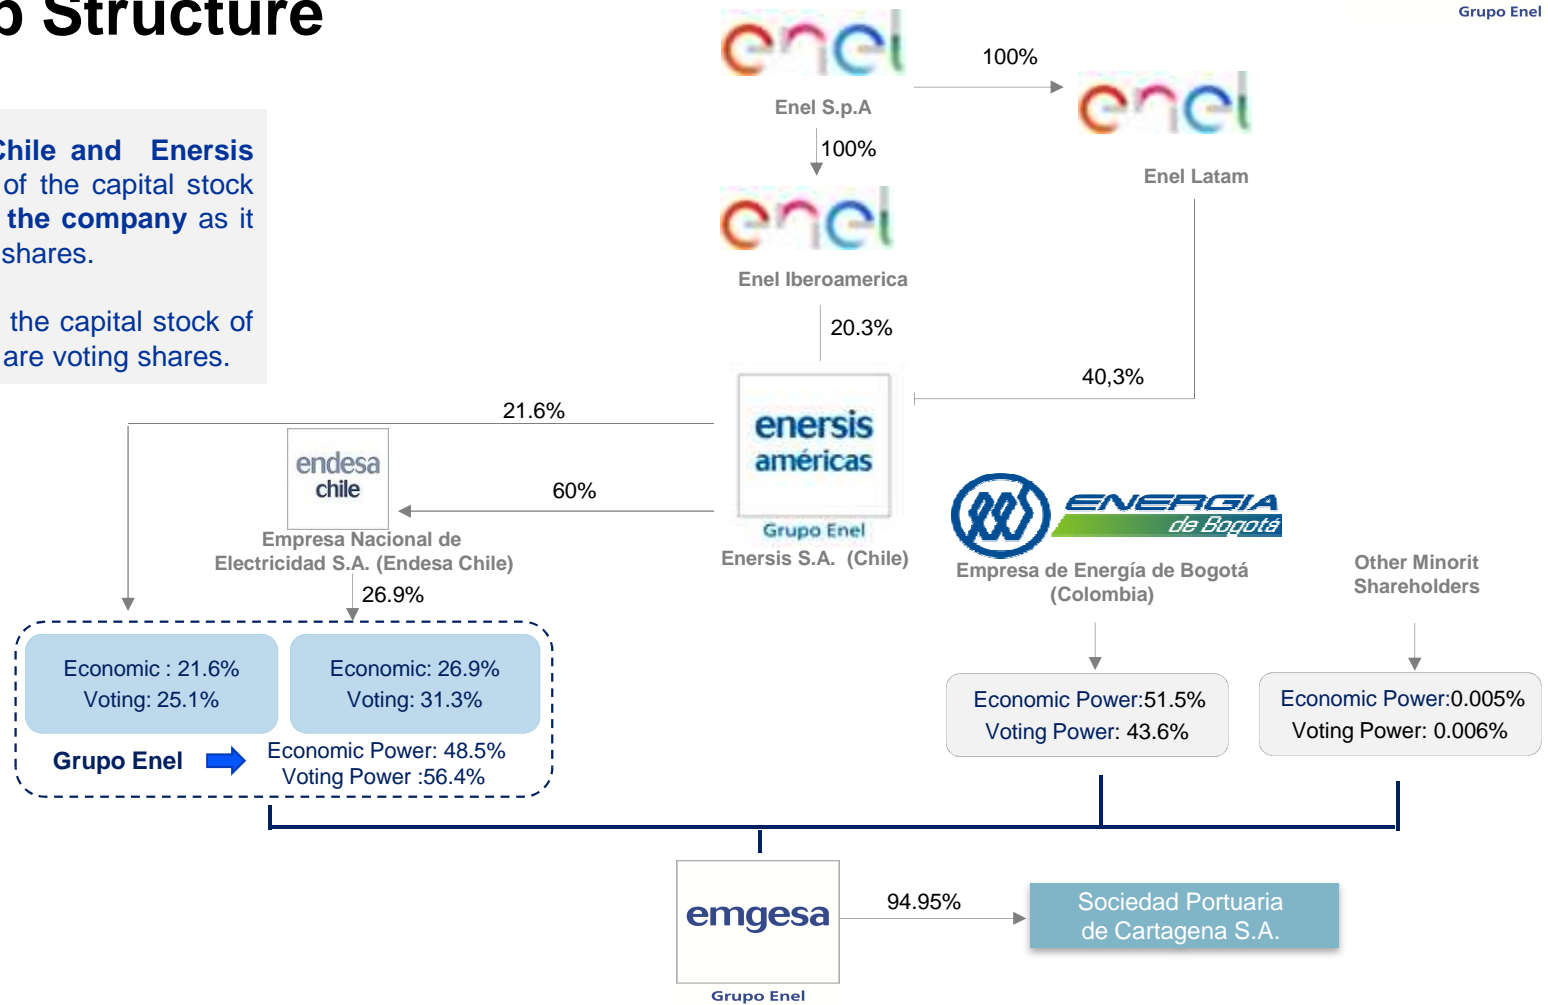 p Structure
Grupo Enel
enel
Enel S.p.A
100%
enel
Enel Latam
100%
enel
Enel Iberoamerica
20.3%
40,3%
Chile and Enersis
of the capital stock
the company as it
shares.
the capital stock of
are voting shares.
21.6%
enersis
américas
Grupo Enel
Enersis S.A. (Chile)
60%
endesa
chile
Empresa Nacional de
Electricidad S.A. (Endesa Chile)
26.9%
ENERGIA
de Bogotá
Empresa de Energía de Bogotá
(Colombia)
Other Minorit
Shareholders
Economic : 21.6%
Voting: 25.1%
Economic: 26.9%
Voting: 31.3%
Grupo Enel
Economic Power: 48.5%
Voting Power :56.4%
Economic Power:51.5%
Voting Power: 43.6%
Economic Power:0.005%
Voting Power: 0.006%
emgesa
Grupo Enel
94.95%
Sociedad Portuaria
de Cartagena S.A.